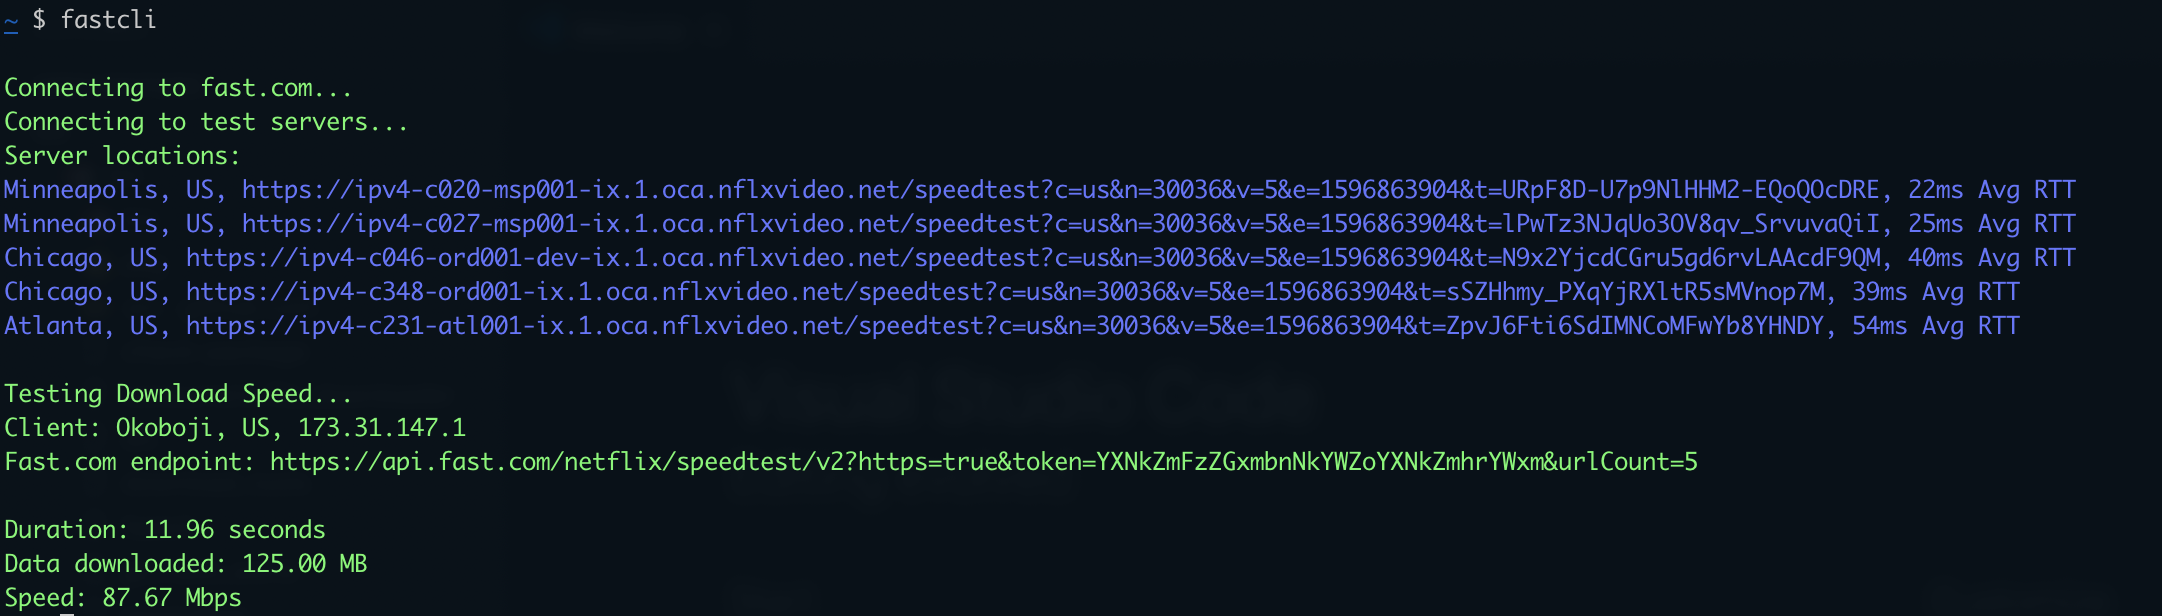 ~ $ fastcli
Connecting to fast.com...
Connecting to test servers...
Server locations:
Minneapolis, US, https://ipv4-c020-msp001-ix.1.oca.nflxvideo.net/speedtest?c=us&n=30036&v=5&e=1596863904&t=URpF8D-U7p9NlHHM2-EQoQOcDRE, 22ms Avg RTT
Minneapolis, US, https://ipv4-c027-msp001-ix.1.oca.nflxvideo.net/speedtest?c=us&n=30036&v=5&e=1596863904&t=lPwTz3NJqUo3OV8qv_SrvuvaQiI, 25ms Avg RTT
Chicago, US, https://ipv4-c046-ord001-dev-ix.1.oca.nflxvideo.net/speedtest?c=us&n=30036&v=5&e=1596863904&t=N9x2YjcdCGru5gd6rvLAAcdF9QM, 40ms Avg RTT
Chicago, US, https://ipv4-c348-ord001-ix.1.oca.nflxvideo.net/speedtest?c=us&n=30036&v=5&e=1596863904&t=sSZHhmy_PXqYjRXltR5sMVnop7M, 39ms Avg RTT
Atlanta, US, https://ipv4-c231-atl001-ix.1.oca.nflxvideo.net/speedtest?c=us&n=30036&v=5&e=1596863904&t=ZpvJ6Fti6SdIMNCoMFwYb8YHNDY, 54ms Avg RTT
Testing Download Speed...
Visual Studio Code
Client: Okoboji, US, 173.31.147.1
Fast.com endpoint: https://api.fast.com/netflix/speedtest/v2?https=true&token=YXNkZmFzZGxmbnNkYWZoYXNkZmhrYWxm&urlCount=5
Duration: 11.96 seconds
Data downloaded: 125.00 MB
Speed: 87.67 Mbps